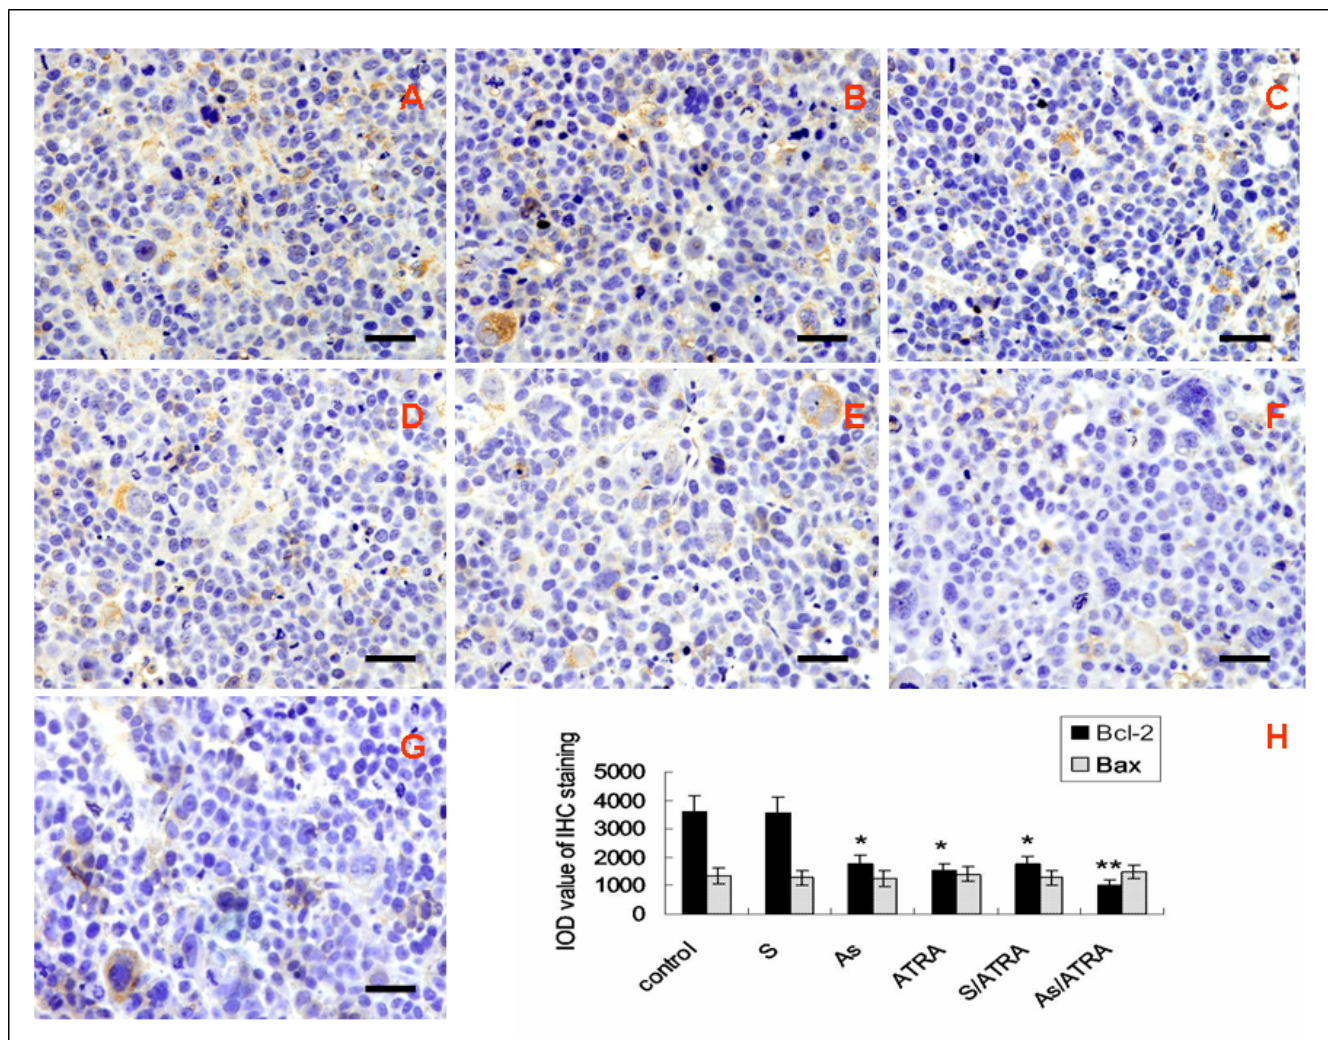 A
B
C
D
E
F
G
H
Bcl-2
Bax
IOD value of IHC staining
5000
4000
3000
2000
1000
0
*
*
*
**
control
S
As
ATRA
S/ATRA
As/ATRA